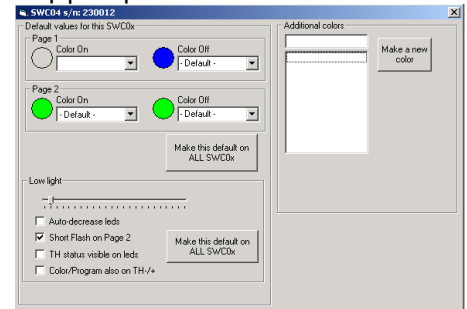 SWC04 s/n: 230012
Default values for this SWC0x
Page 1
Color On
Color Off
- Default -
Page 2
Color On
- Default -
Color Off
- Default -
Make this default on
ALL SWC0x
Low light
Auto-decrease leds
Short Flash on Page 2
TH status visible on leds
Color/Program also on TH-/+
Make this default on
ALL SWC0x
Additional colors
Make a new
color